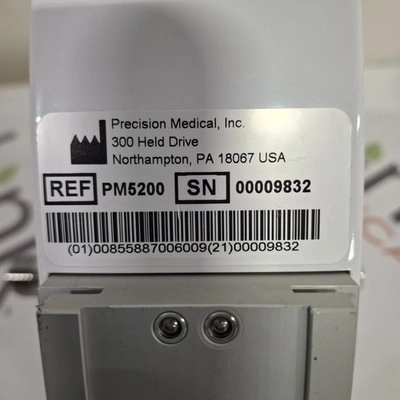 Precision Medical, Inc.
300 Held Drive
Northampton, PA 18067 USA
REF PM5200 SN 00009832
(01)00855887006009(21)00009832